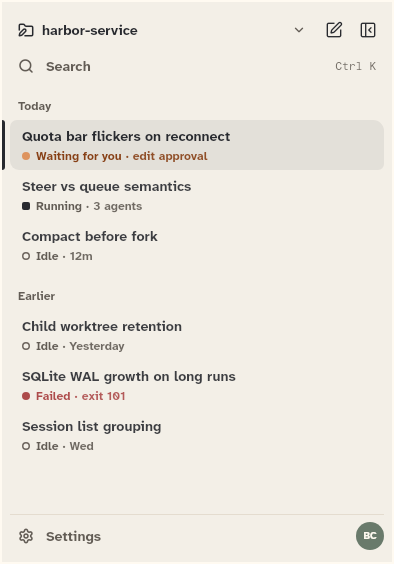 harbor-service
Search Ctrl K
Today
Quota bar flickers on reconnect
Waiting for you · edit approval
Steer vs queue semantics
Running · 3 agents
Compact before fork
Idle · 12m
Earlier
Child worktree retention
Idle · Yesterday
SQLite WAL growth on long runs
Failed · exit 101
Session list grouping
Idle · Wed
Settings BC